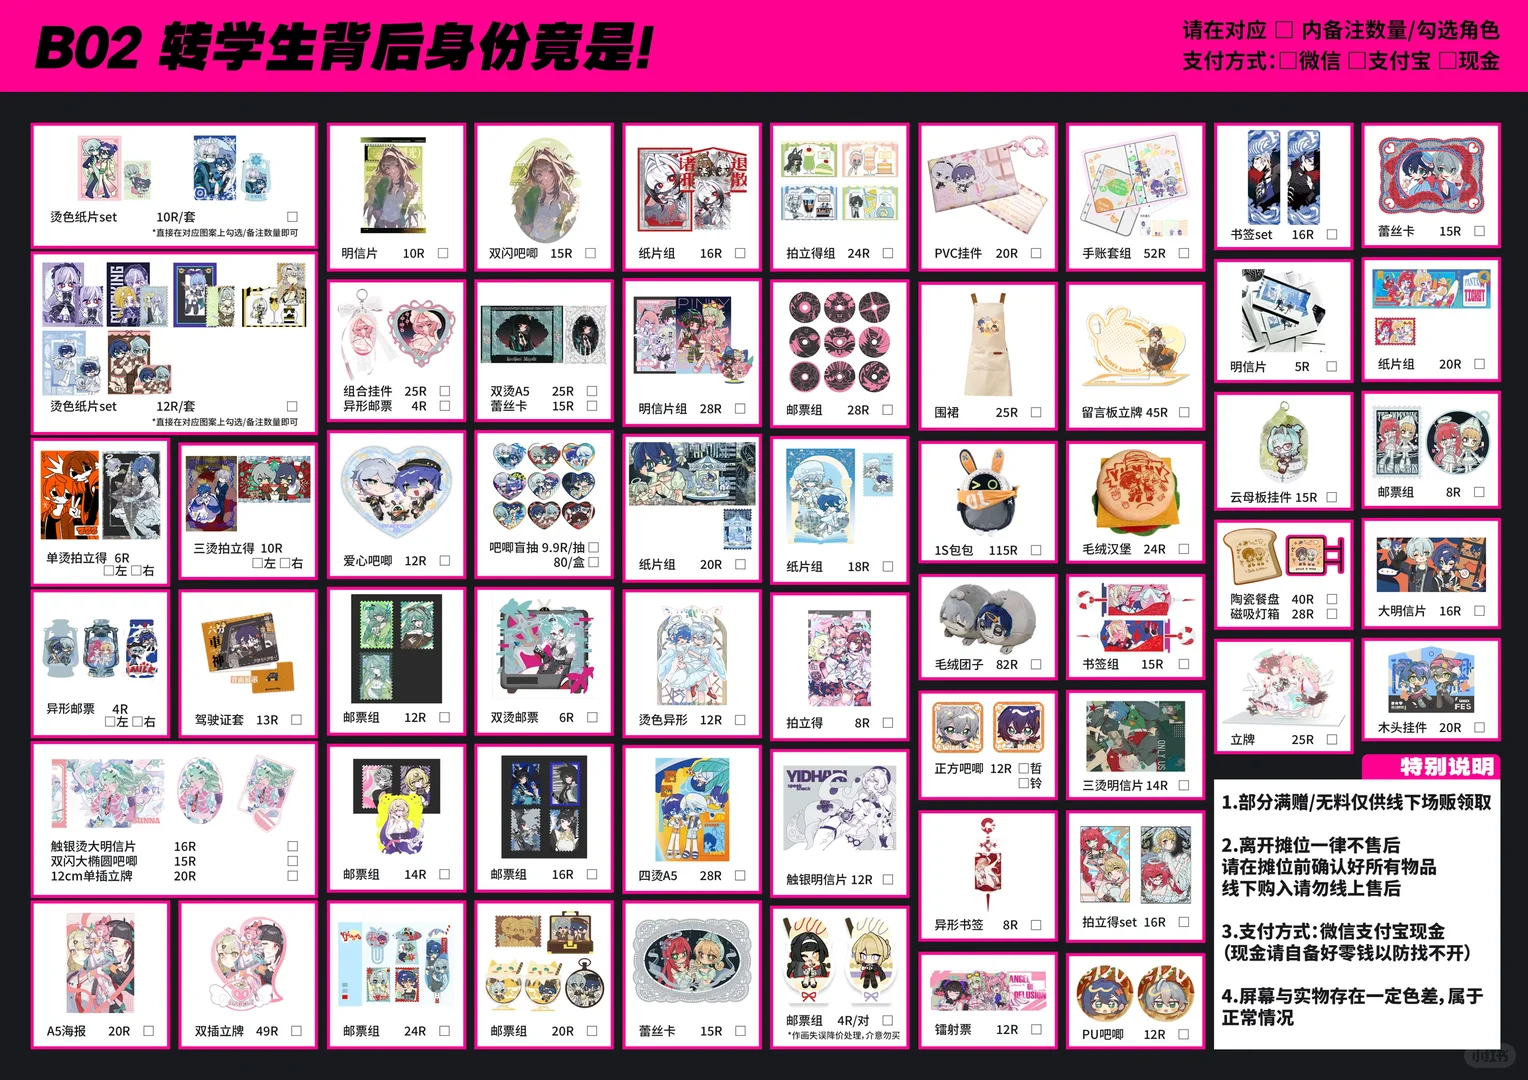 B02 转学生背后身份竟是!
请在对应 □ 内备注数量/勾选角色
支付方式:□微信 □支付宝 □现金
烫色纸片set 10R/套 □
*直接在对应图案上勾选/备注数量即可
烫色纸片set 12R/套 □
*直接在对应图案上勾选/备注数量即可
单烫拍立得 6R
□左 □右
三烫拍立得 10R
□左 □右
异形邮票 4R
□左 □右
驾驶证套 13R □
触银烫大明信片 16R □
双闪大椭圆吧唧 15R □
12cm单插立牌 20R □
A5海报 20R □
双插立牌 49R □
明信片 10R □
组合挂件 25R □
异形邮票 4R □
爱心吧唧 12R □
邮票组 12R □
邮票组 14R □
邮票组 24R □
双闪吧唧 15R □
双烫A5 25R □
蕾丝卡 15R □
吧唧盲抽 9.9R/抽 □
80/盒 □
双烫邮票 6R □
邮票组 16R □
邮票组 20R □
诸邪
退散
纸片组 16R □
PINKY
明信片组 28R □
纸片组 20R □
烫色异形 12R □
四烫A5 28R □
蕾丝卡 15R □
拍立得组 24R □
邮票组 28R □
纸片组 18R □
拍立得 8R □
YIDHARI
触银明信片 12R □
邮票组 4R/对 □
*作画失误降价处理,介意勿买
PVC挂件 20R □
围裙 25R □
1S包包 115R □
毛绒团子 82R □
正方吧唧 12R □哲
□铃
异形书签 8R □
ANGEL
OF
DELUSION
镭射票 12R □
手账套组 52R □
留言板立牌 45R □
毛绒汉堡 24R □
书签组 15R □
ONLY US
三烫明信片 14R □
拍立得set 16R □
PU吧唧 12R □
书签set 16R □
明信片 5R □
云母板挂件 15R □
陶瓷餐盘 40R □
磁吸灯箱 28R □
立牌 25R □
蕾丝卡 15R □
TICKET
纸片组 20R □
邮票组 8R □
大明信片 16R □
FES
木头挂件 20R □
特别说明
1.部分满赠/无料仅供线下场贩领取
2.离开摊位一律不售后
请在摊位前确认好所有物品
线下购入请勿线上售后
3.支付方式:微信支付宝现金
(现金请自备好零钱以防找不开)
4.屏幕与实物存在一定色差,属于
正常情况
小红书